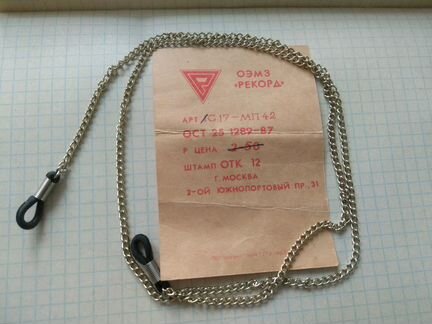 ОЭМЗ
«РЕКОРД»
АРТ С17-МП42
ОСТ 25 1289-87
Р ЦЕНА 2-50
ШТАМП ОТК 12
Г. МОСКВА
2-ОЙ ЮЖНОПОРТОВЫЙ ПР. 31